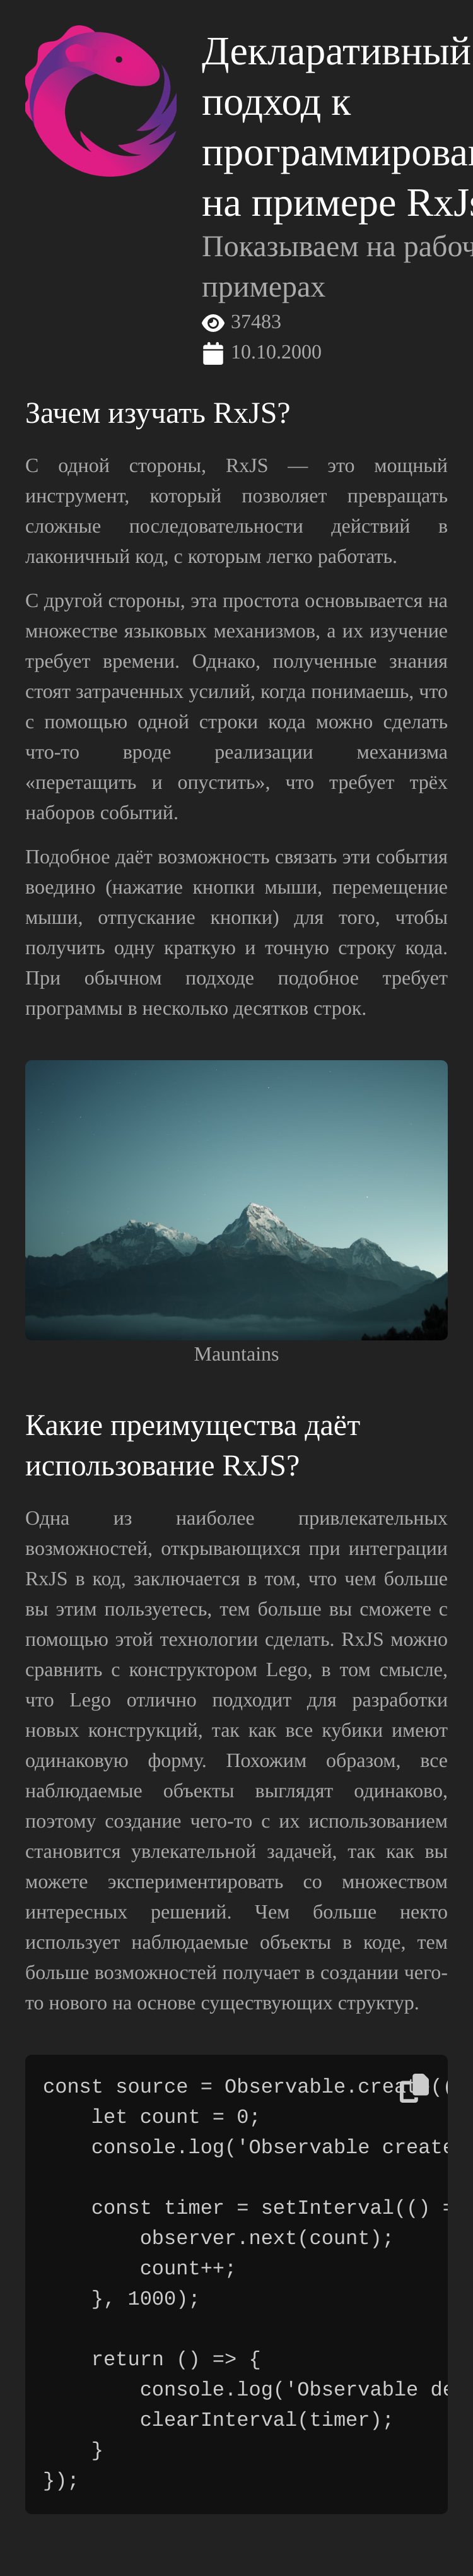 Декларативный
подход к
программирова
на примере RxJs
Показываем на рабоч
примерах
37483
10.10.2000
Зачем изучать RxJS?
С одной стороны, RxJS — это мощный
инструмент, который позволяет превращать
сложные последовательности действий в
лаконичный код, с которым легко работать.
С другой стороны, эта простота основывается на
множестве языковых механизмов, а их изучение
требует времени. Однако, полученные знания
стоят затраченных усилий, когда понимаешь, что
с помощью одной строки кода можно сделать
что-то вроде реализации механизма
«перетащить и опустить», что требует трёх
наборов событий.
Подобное даёт возможность связать эти события
воедино (нажатие кнопки мыши, перемещение
мыши, отпускание кнопки) для того, чтобы
получить одну краткую и точную строку кода.
При обычном подходе подобное требует
программы в несколько десятков строк.
Mauntains
Какие преимущества даёт
использование RxJS?
Одна из наиболее привлекательных
возможностей, открывающихся при интеграции
RxJS в код, заключается в том, что чем больше
вы этим пользуетесь, тем больше вы сможете с
помощью этой технологии сделать. RxJS можно
сравнить с конструктором Lego, в том смысле,
что Lego отлично подходит для разработки
новых конструкций, так как все кубики имеют
одинаковую форму. Похожим образом, все
наблюдаемые объекты выглядят одинаково,
поэтому создание чего-то с их использованием
становится увлекательной задачей, так как вы
можете экспериментировать со множеством
интересных решений. Чем больше некто
использует наблюдаемые объекты в коде, тем
больше возможностей получает в создании чего-
то нового на основе существующих структур.
const source = Observable.create((
let count = 0;
console.log('Observable create
const timer = setInterval(() =
observer.next(count);
count++;
}, 1000);
return () => {
console.log('Observable de
clearInterval(timer);
}
});